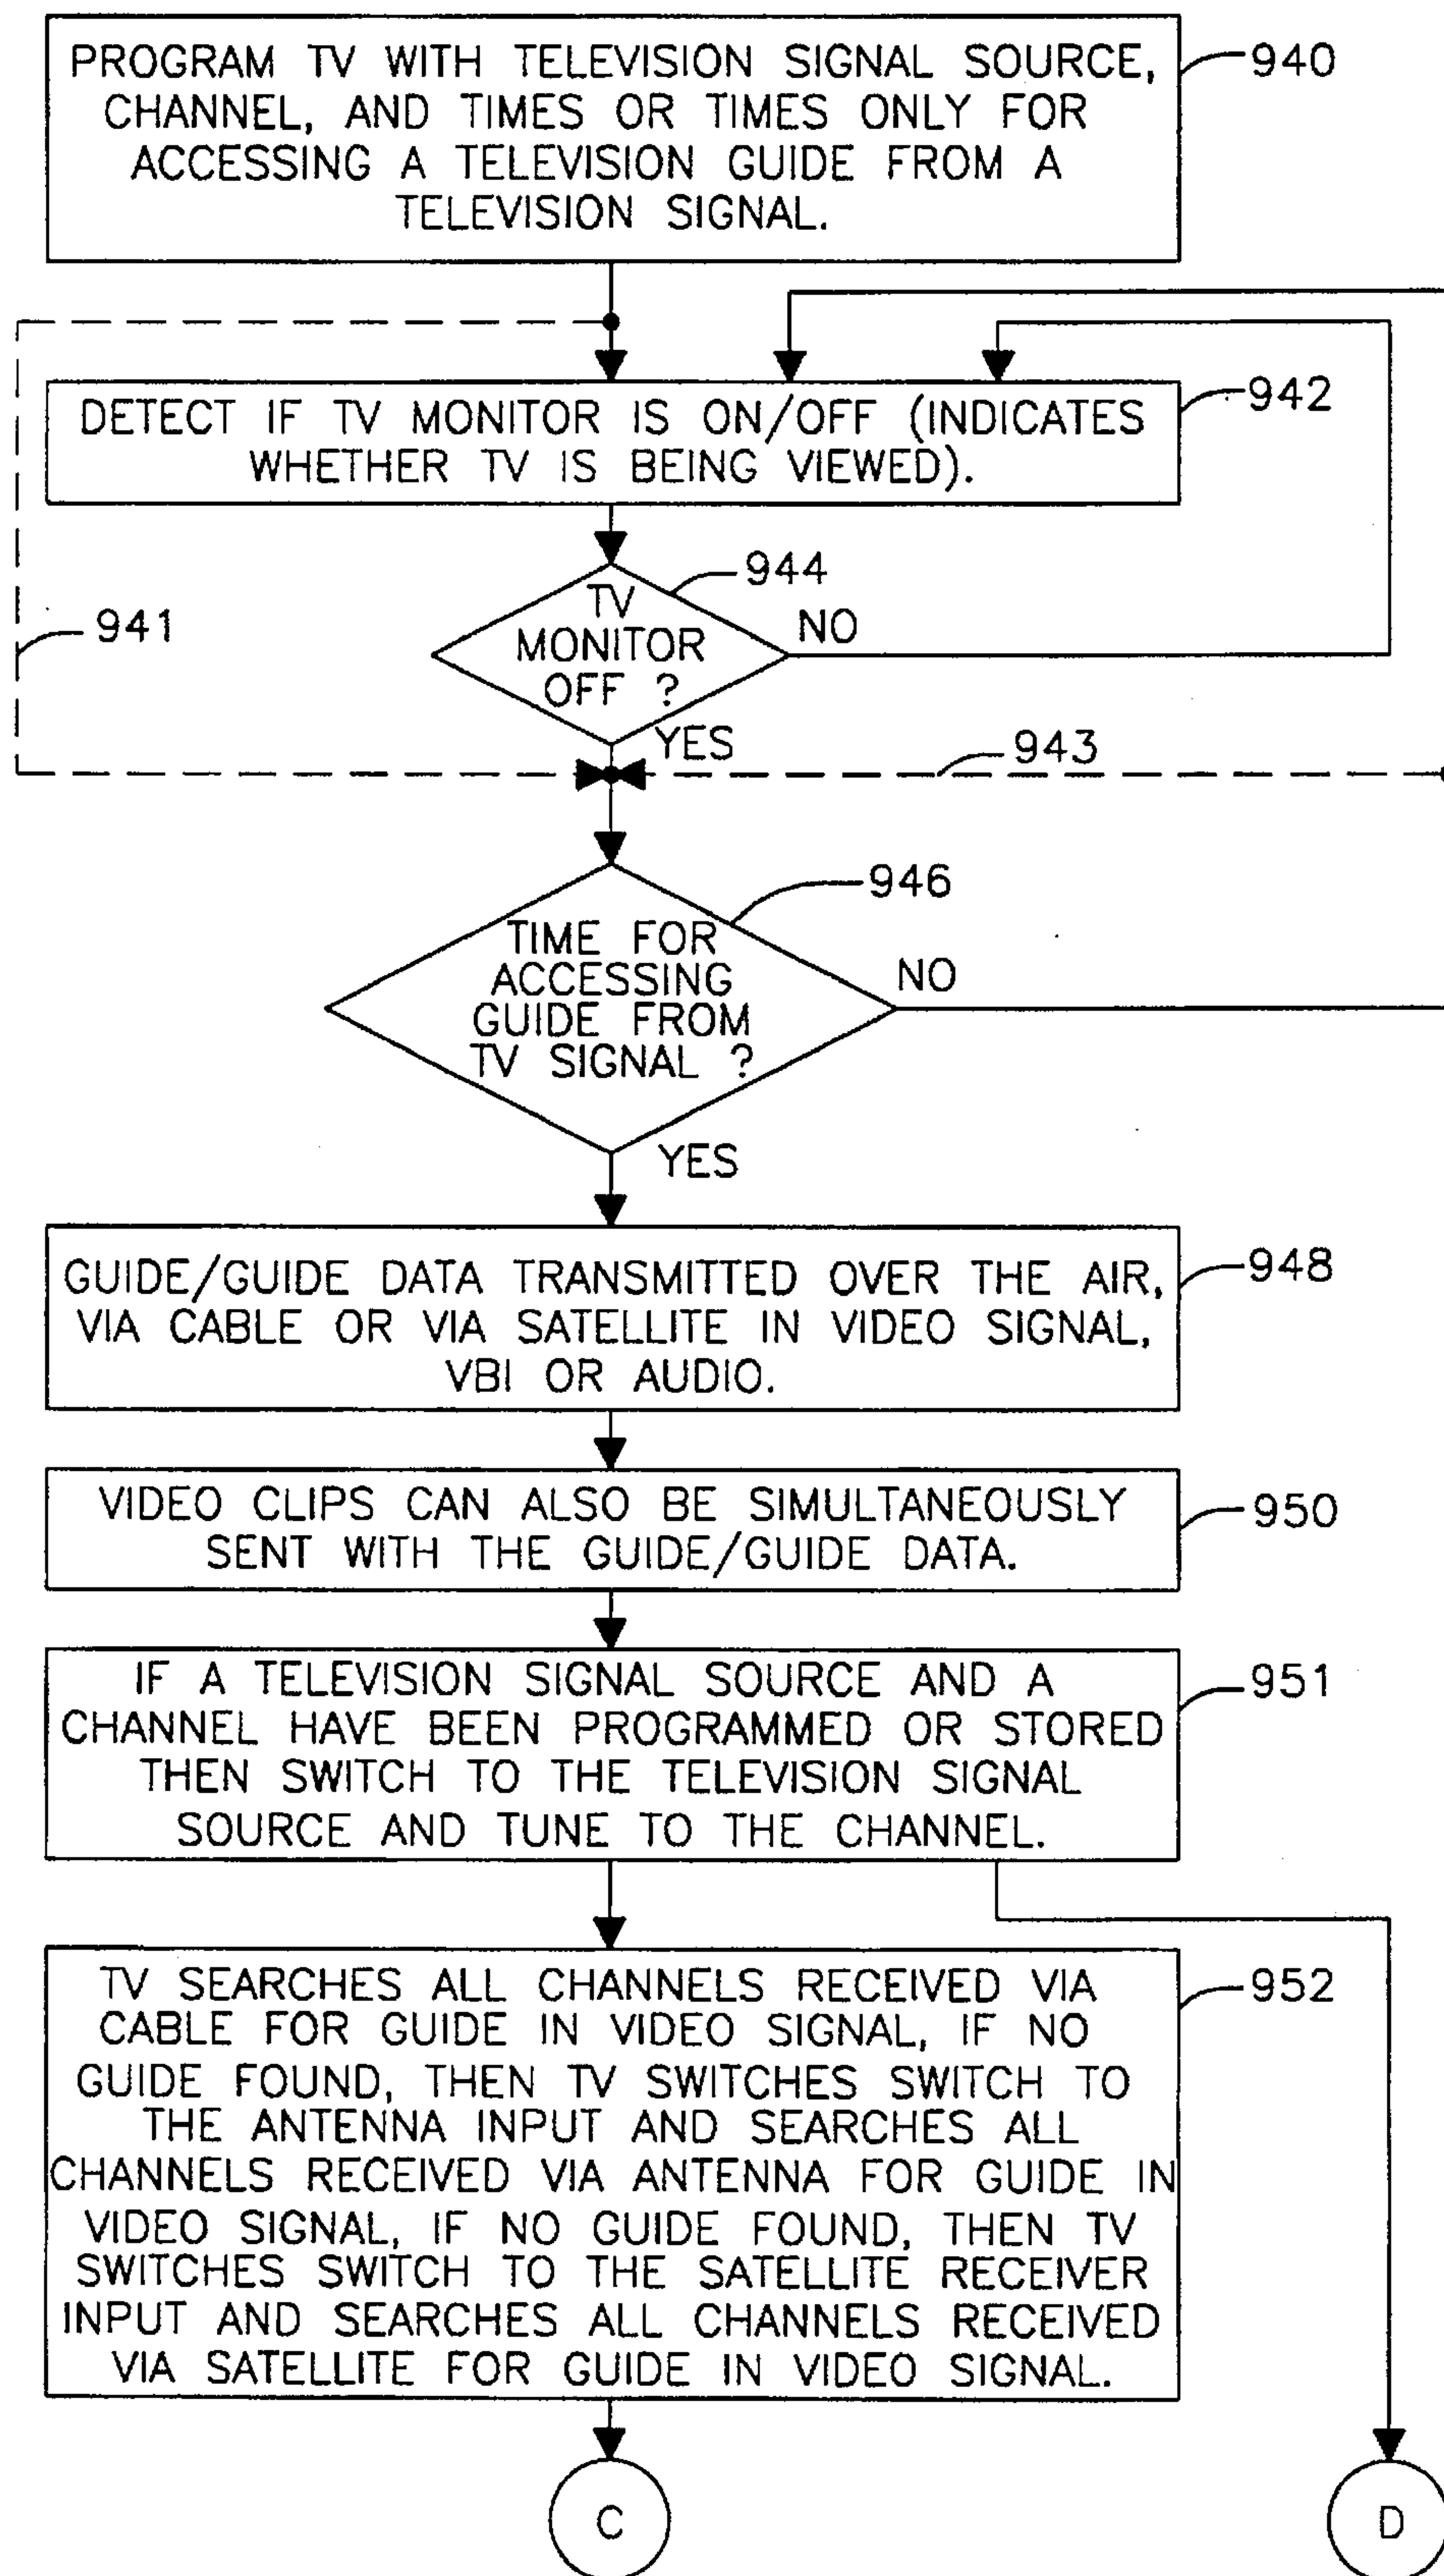 PROGRAM TV WITH TELEVISION SIGNAL SOURCE,
CHANNEL, AND TIMES OR TIMES ONLY FOR
ACCESSING A TELEVISION GUIDE FROM A
TELEVISION SIGNAL.
940
DETECT IF TV MONITOR IS ON/OFF (INDICATES
WHETHER TV IS BEING VIEWED).
942
944
TV
MONITOR
OFF ?
NO
941
YES
943
946
TIME FOR
ACCESSING
GUIDE FROM
TV SIGNAL ?
NO
YES
GUIDE/GUIDE DATA TRANSMITTED OVER THE AIR,
VIA CABLE OR VIA SATELLITE IN VIDEO SIGNAL,
VBI OR AUDIO.
948
VIDEO CLIPS CAN ALSO BE SIMULTANEOUSLY
SENT WITH THE GUIDE/GUIDE DATA.
950
IF A TELEVISION SIGNAL SOURCE AND A
CHANNEL HAVE BEEN PROGRAMMED OR STORED
THEN SWITCH TO THE TELEVISION SIGNAL
SOURCE AND TUNE TO THE CHANNEL.
951
TV SEARCHES ALL CHANNELS RECEIVED VIA
CABLE FOR GUIDE IN VIDEO SIGNAL, IF NO
GUIDE FOUND, THEN TV SWITCHES SWITCH TO
THE ANTENNA INPUT AND SEARCHES ALL
CHANNELS RECEIVED VIA ANTENNA FOR GUIDE IN
VIDEO SIGNAL, IF NO GUIDE FOUND, THEN TV
SWITCHES SWITCH TO THE SATELLITE RECEIVER
INPUT AND SEARCHES ALL CHANNELS RECEIVED
VIA SATELLITE FOR GUIDE IN VIDEO SIGNAL.
952
C
D